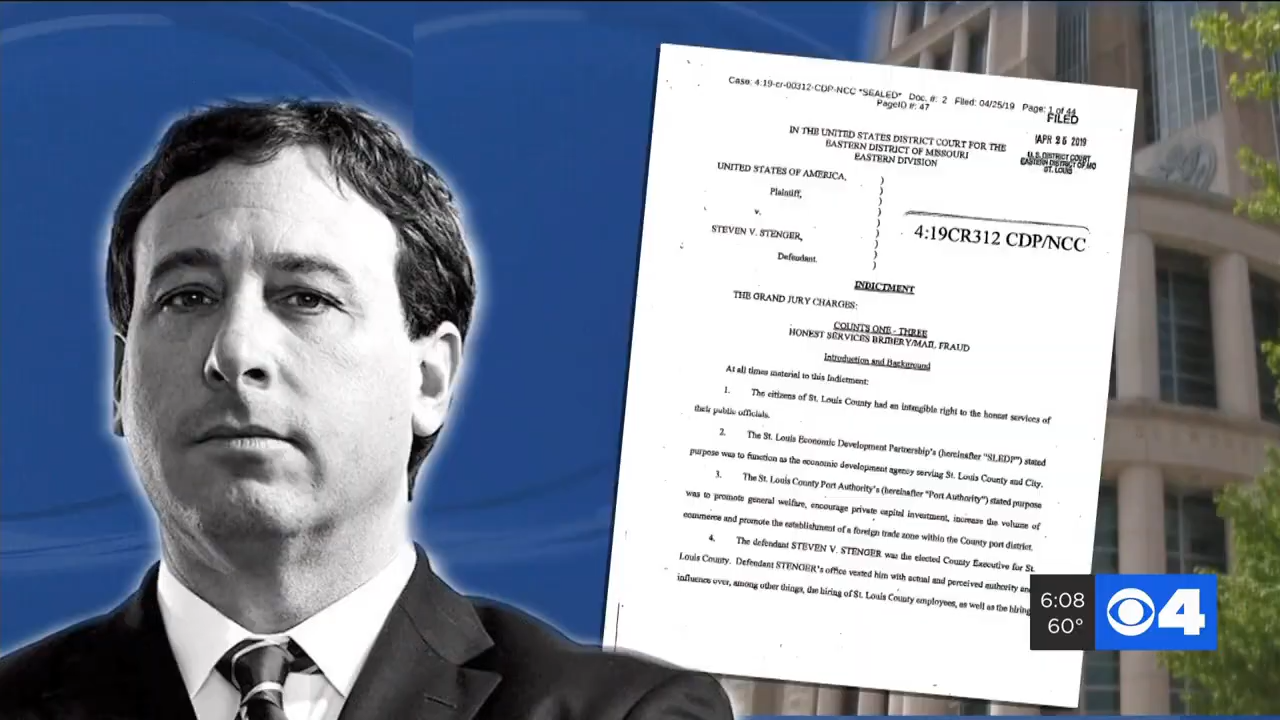 Case: 4:19-cr-00312-CDP-NCC *SEALED* Doc. #: 2 Filed: 04/25/19 Page: 1 of 44
PageID #: 47
FILED
APR 25 2019
U.S. DISTRICT COURT
EASTERN DISTRICT OF MO
ST. LOUIS
IN THE UNITED STATES DISTRICT COURT FOR THE
EASTERN DISTRICT OF MISSOURI
EASTERN DIVISION
UNITED STATES OF AMERICA,
Plaintiff,
v.
STEVEN V. STENGER,
Defendant.
)
)
)
)
)
)
)
)
4:19CR312 CDP/NCC
INDICTMENT
THE GRAND JURY CHARGES:
COUNTS ONE - THREE
HONEST SERVICES BRIBERY/MAIL FRAUD
Introduction and Background
At all times material to this Indictment:
1. The citizens of St. Louis County had an intangible right to the honest services of
their public officials.
2. The St. Louis Economic Development Partnership's (hereinafter "SLEDP") stated
purpose was to function as the economic development agency serving St. Louis County and City.
3. The St. Louis County Port Authority's (hereinafter "Port Authority") stated purpose
was to promote general welfare, encourage private capital investment, increase the volume of
commerce and promote the establishment of a foreign trade zone within the County port district.
4. The defendant STEVEN V. STENGER was the elected County Executive for St.
Louis County. Defendant STENGER's office vested him with actual and perceived authority and
influence over, among other things, the hiring of St. Louis County employees, as well as the hiring
6:08
60°
4